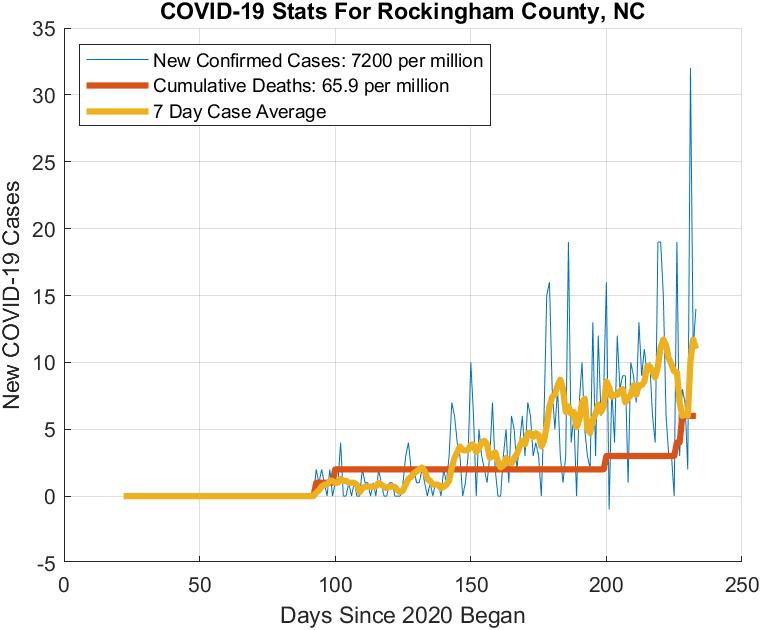 COVID-19 Stats For Rockingham County, NC
35
30
25
20
15
10
5
0
-5
New COVID-19 Cases
New Confirmed Cases: 7200 per million
Cumulative Deaths: 65.9 per million
7 Day Case Average
0 50 100 150 200 250
Days Since 2020 Began